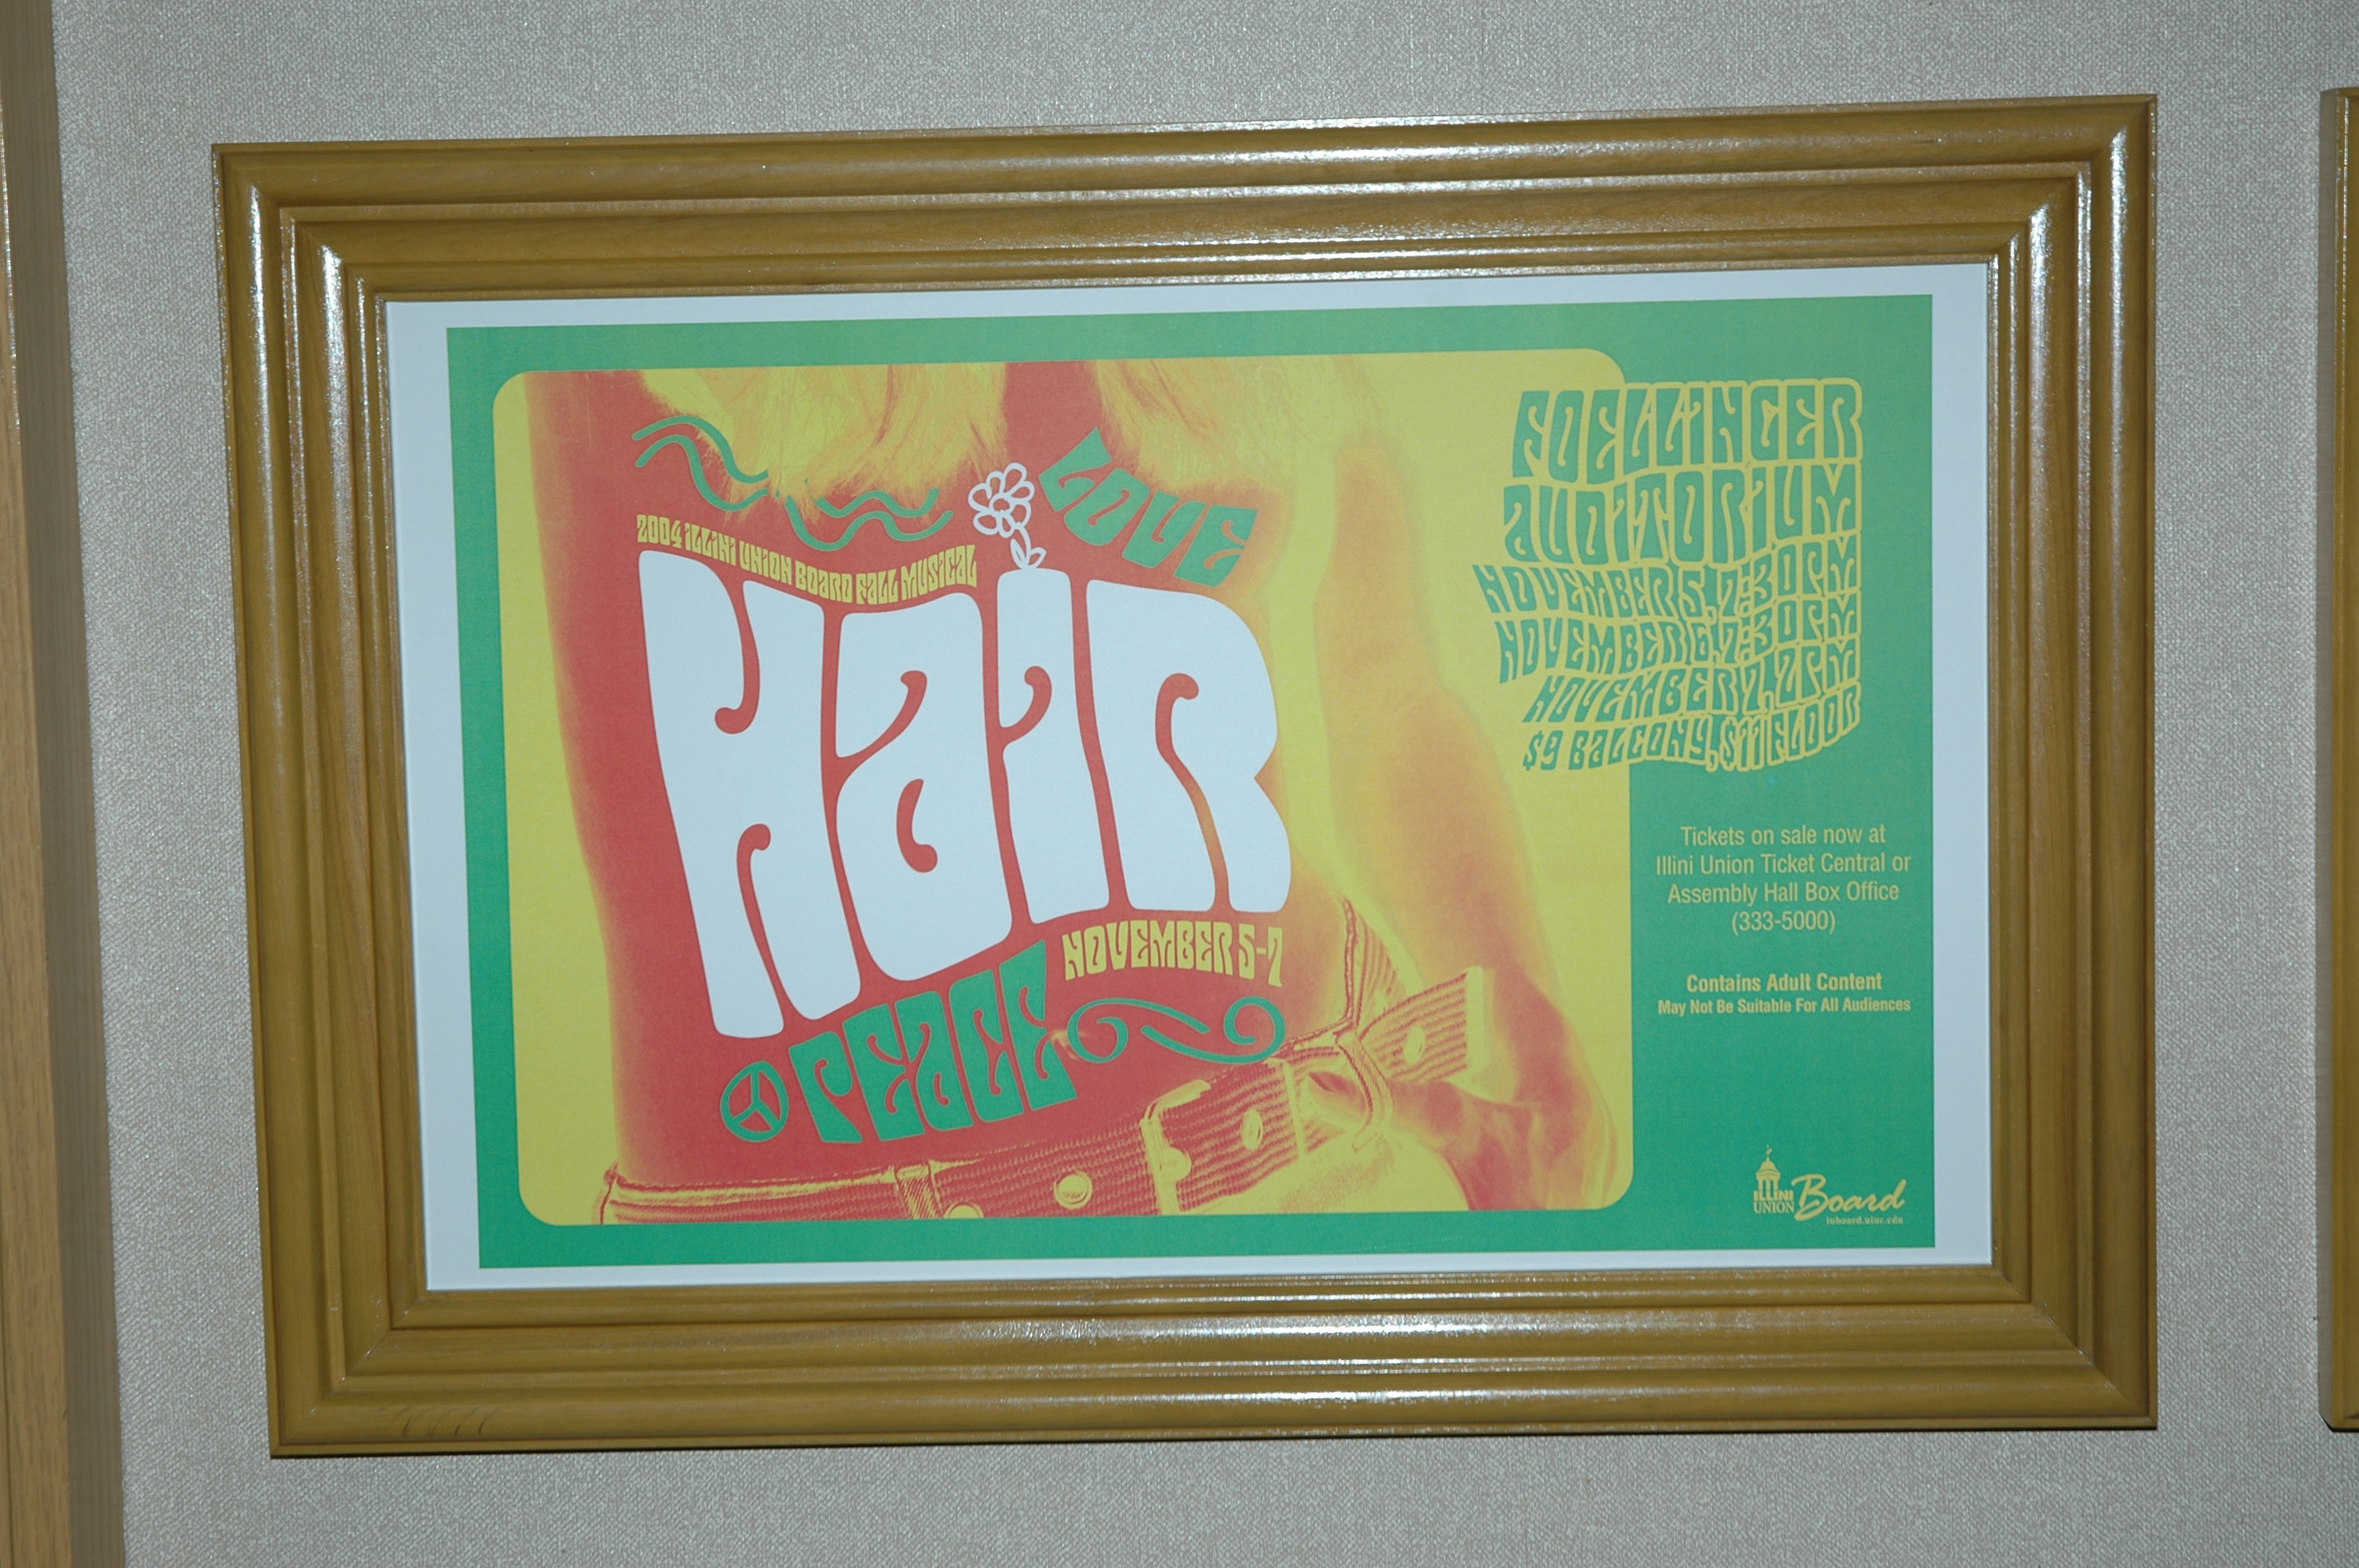 LOVE
2004 ILLINI UNION BOARD FALL MUSICAL
HAIR
NOVEMBER 5-7
PEACE
FOELLINGER
AUDITORIUM
NOVEMBER 5, 7:30PM
NOVEMBER 6, 7:30PM
NOVEMBER 7, 2PM
$9 BALCONY, $11 FLOOR
Tickets on sale now at
Illini Union Ticket Central or
Assembly Hall Box Office
(333-5000)
Contains Adult Content
May Not Be Suitable For All Audiences
ILLINI
UNION Board
iuboard.uiuc.edu